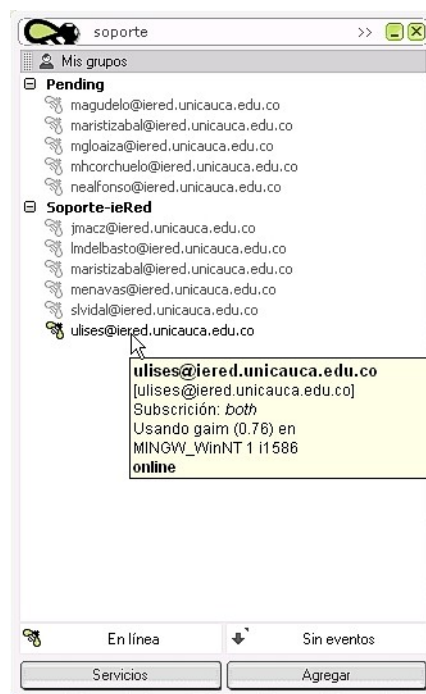 soporte >>
Mis grupos
Pending
magudelo@iered.unicauca.edu.co
maristizabal@iered.unicauca.edu.co
mgloaiza@iered.unicauca.edu.co
mhcorchuelo@iered.unicauca.edu.co
nealfonso@iered.unicauca.edu.co
Soporte-ieRed
jmacz@iered.unicauca.edu.co
lmdelbasto@iered.unicauca.edu.co
maristizabal@iered.unicauca.edu.co
menavas@iered.unicauca.edu.co
slvidal@iered.unicauca.edu.co
ulises@iered.unicauca.edu.co
ulises@iered.unicauca.edu.co
[ulises@iered.unicauca.edu.co]
Subscrición: both
Usando gaim (0.76) en
MINGW_WinNT 1 i1586
online
En línea Sin eventos
Servicios Agregar